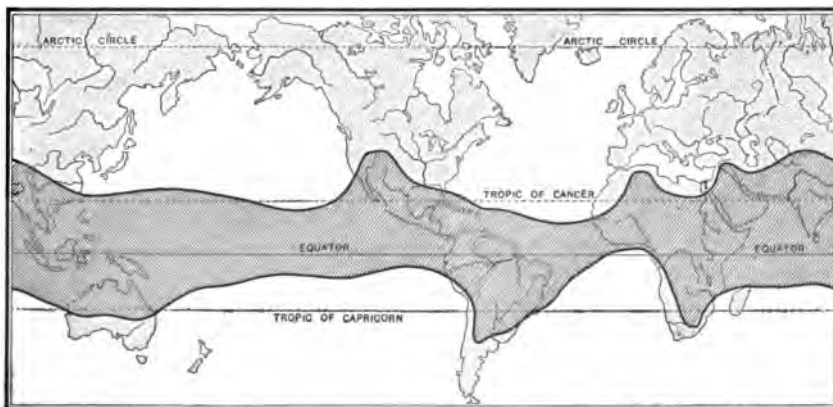 ARCTIC CIRCLE ARCTIC CIRCLE
TROPIC OF CANCER
EQUATOR EQUATOR
TROPIC OF CAPRICORN